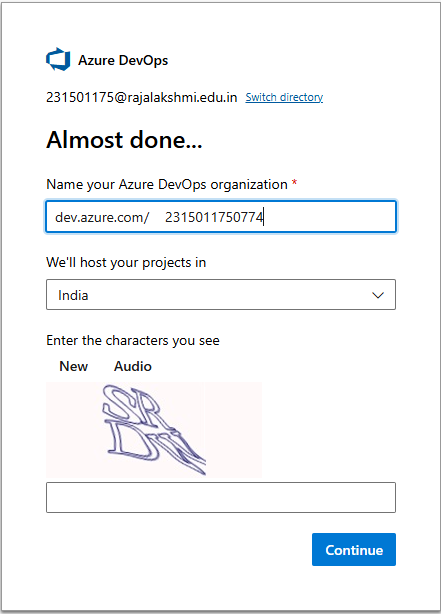 Azure DevOps
231501175@rajalakshmi.edu.in Switch directory
Almost done...
Name your Azure DevOps organization *
dev.azure.com/ 2315011750774
We'll host your projects in
India
Enter the characters you see
New Audio
Continue